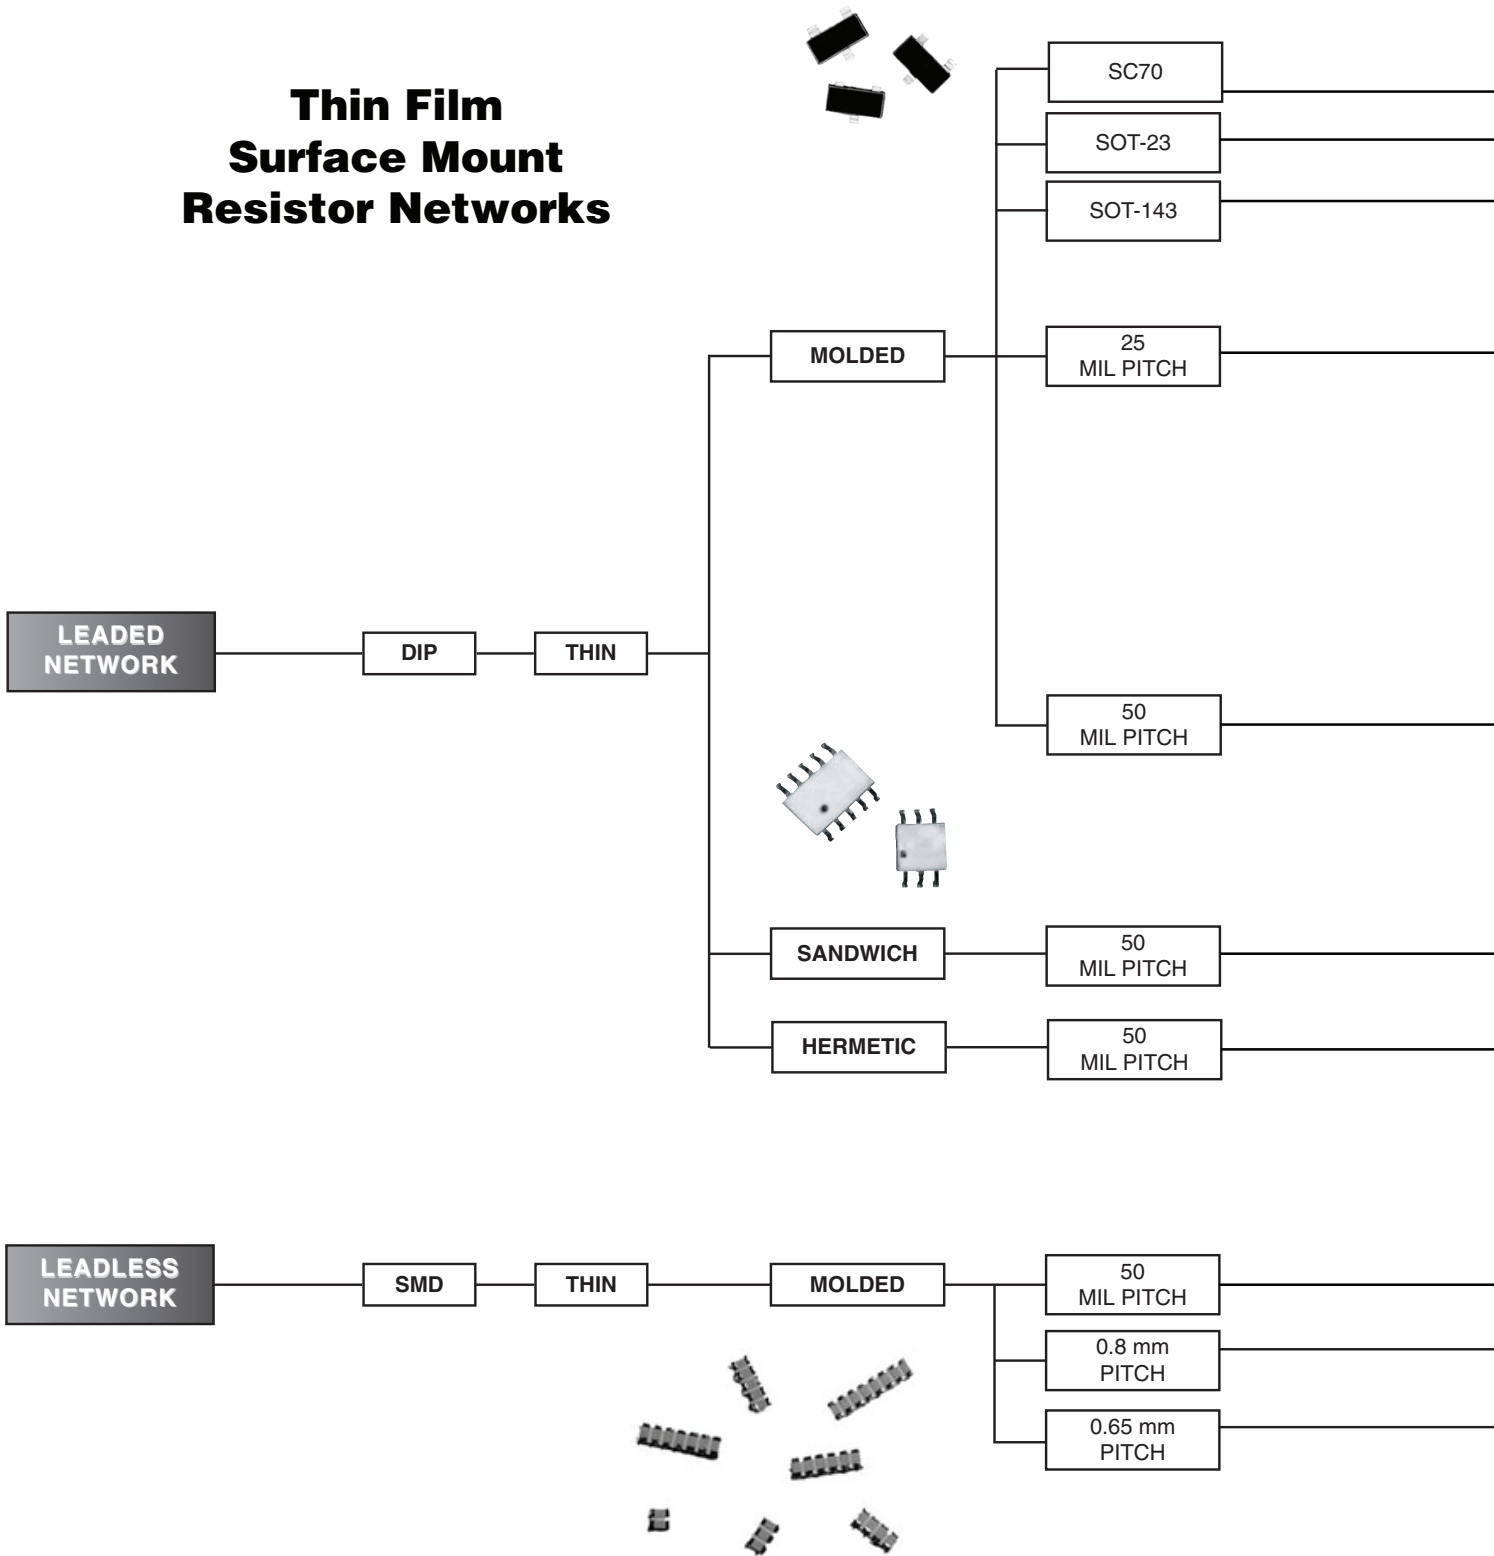 Thin Film
Surface Mount
Resistor Networks
SC70
SOT-23
SOT-143
MOLDED
25
MIL PITCH
LEADED
NETWORK
DIP
THIN
50
MIL PITCH
SANDWICH
50
MIL PITCH
HERMETIC
50
MIL PITCH
LEADLESS
NETWORK
SMD
THIN
MOLDED
50
MIL PITCH
0.8 mm
PITCH
0.65 mm
PITCH